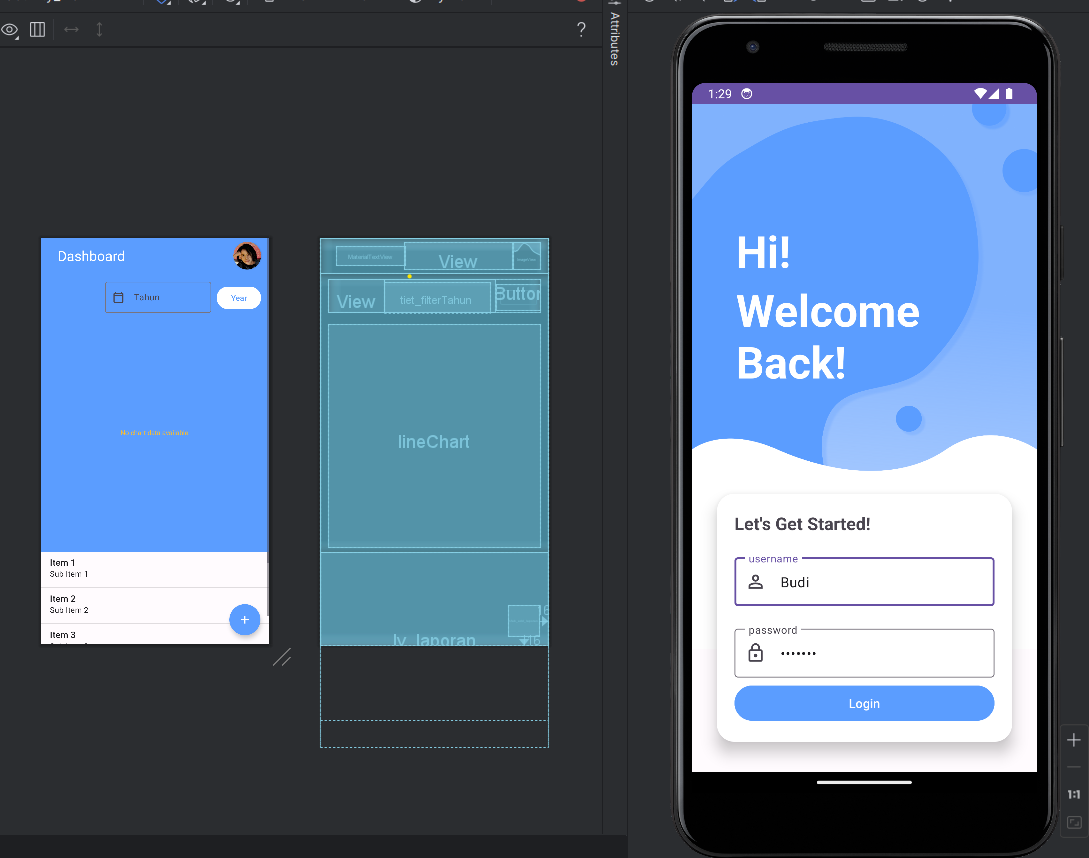 Attributes
?
Dashboard
Tahun
Year
No chart data available.
Item 1
Sub Item 1
Item 2
Sub Item 2
+
Item 3
View
View
tiet_filterTahun
Button
lineChart
lv_laporan
16
1:29
Hi!
Welcome
Back!
Let's Get Started!
username
Budi
password
•••••••
Login
+
1:1